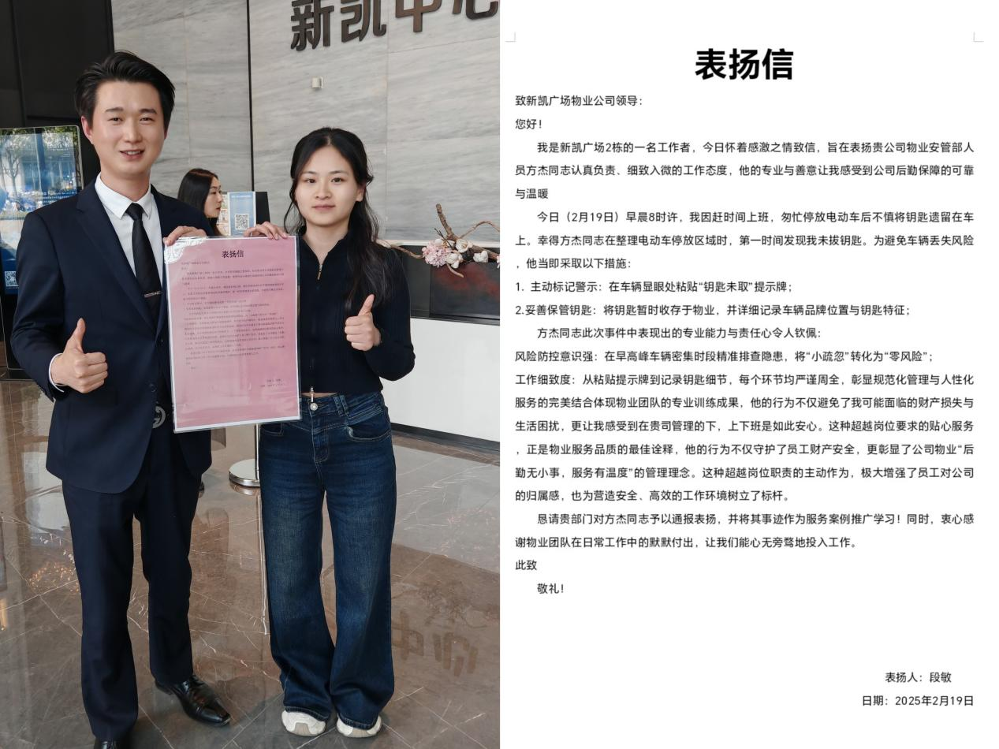 新凯中心
表扬信
表扬信
致新凯广场物业公司领导：
您好！
我是新凯广场2栋的一名工作者，今日怀着感激之情致信，旨在表扬贵公司物业安管部人
员方杰同志认真负责、细致入微的工作态度，他的专业与善意让我感受到公司后勤保障的可靠
与温暖
今日（2月19日）早晨8时许，我因赶时间上班，匆忙停放电动车后不慎将钥匙遗留在车
上。幸得方杰同志在整理电动车停放区域时，第一时间发现我未拔钥匙。为避免车辆丢失风险
，他当即采取以下措施：
1. 主动标记警示：在车辆显眼处粘贴“钥匙未取”提示牌；
2.妥善保管钥匙：将钥匙暂时收存于物业，并详细记录车辆品牌位置与钥匙特征；
方杰同志此次事件中表现出的专业能力与责任心令人钦佩：
风险防控意识强：在早高峰车辆密集时段精准排查隐患，将“小疏忽”转化为“零风险”；
工作细致度：从粘贴提示牌到记录钥匙细节，每个环节均严谨周全，彰显规范化管理与人性化
服务的完美结合体现物业团队的专业训练成果，他的行为不仅避免了我可能面临的财产损失与
生活困扰，更让我感受到在贵司管理的下，上下班是如此安心。这种超越岗位要求的贴心服务
，正是物业服务品质的最佳诠释，他的行为不仅守护了员工财产安全，更彰显了公司物业“后
勤无小事，服务有温度”的管理理念。这种超越岗位职责的主动作为，极大增强了员工对公司
的归属感，也为营造安全、高效的工作环境树立了标杆。
恳请贵部门对方杰同志予以通报表扬，并将其事迹作为服务案例推广学习！同时，衷心感
谢物业团队在日常工作中的默默付出，让我们能心无旁骛地投入工作。
此致
敬礼！
表扬人：段敏
日期：2025年2月19日